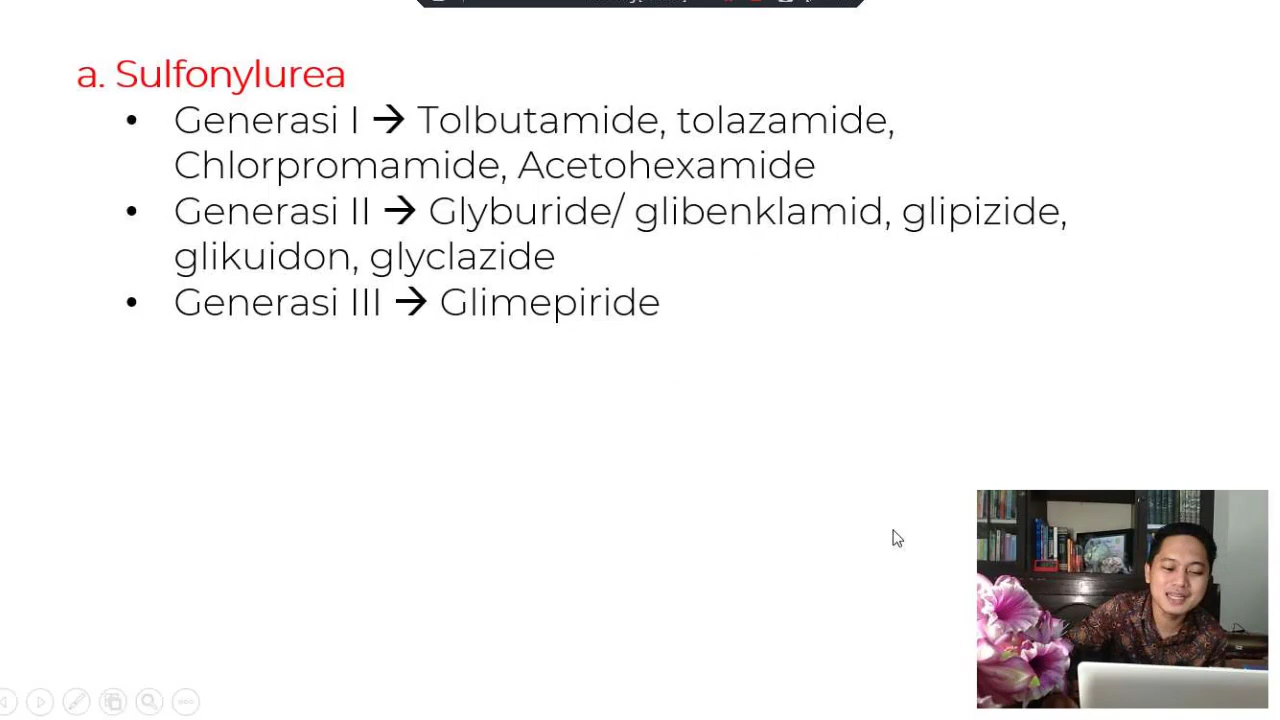 a. Sulfonylurea
• Generasi I → Tolbutamide, tolazamide,
Chlorpromamide, Acetohexamide
• Generasi II → Glyburide/ glibenklamid, glipizide,
glikuidon, glyclazide
• Generasi III → Glimepiride